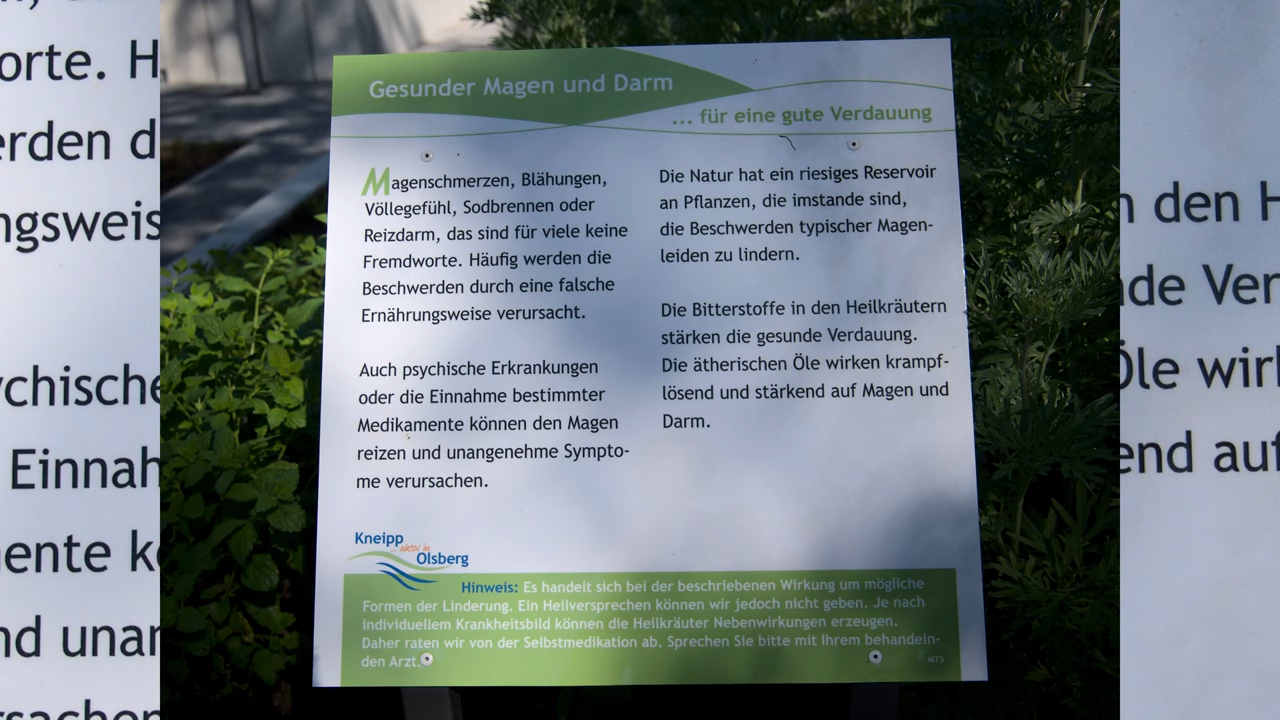 Gesunder Magen und Darm
... für eine gute Verdauung
Magenschmerzen, Blähungen,
Völlegefühl, Sodbrennen oder
Reizdarm, das sind für viele keine
Fremdworte. Häufig werden die
Beschwerden durch eine falsche
Ernährungsweise verursacht.
Auch psychische Erkrankungen
oder die Einnahme bestimmter
Medikamente können den Magen
reizen und unangenehme Sympto-
me verursachen.
Die Natur hat ein riesiges Reservoir
an Pflanzen, die imstande sind,
die Beschwerden typischer Magen-
leiden zu lindern.
Die Bitterstoffe in den Heilkräutern
stärken die gesunde Verdauung.
Die ätherischen Öle wirken krampf-
lösend und stärkend auf Magen und
Darm.
Kneipp
... aktiv in
Olsberg
Hinweis: Es handelt sich bei der beschriebenen Wirkung um mögliche
Formen der Linderung. Ein Heilversprechen können wir jedoch nicht geben. Je nach
individuellem Krankheitsbild können die Heilkräuter Nebenwirkungen erzeugen.
Daher raten wir von der Selbstmedikation ab. Sprechen Sie bitte mit Ihrem behandeln-
den Arzt.
MTS